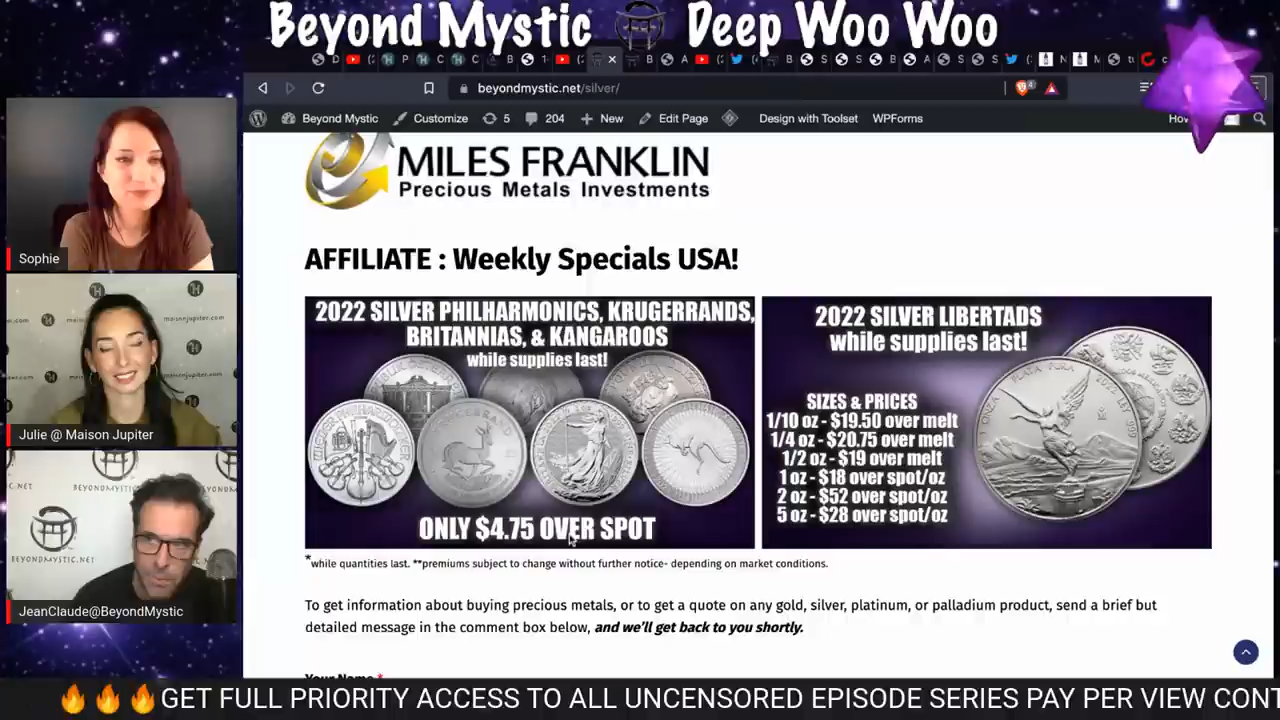 Beyond Mystic Deep Woo Woo
beyondmystic.net/silver/
Beyond Mystic Customize 5 204 New Edit Page Design with Toolset WPForms
MILES FRANKLIN
Precious Metals Investments
AFFILIATE : Weekly Specials USA!
2022 SILVER PHILHARMONICS, KRUGERRANDS,
BRITANNIAS, & KANGAROOS
while supplies last!
ONLY $4.75 OVER SPOT
2022 SILVER LIBERTADS
while supplies last!
SIZES & PRICES
1/10 oz - $19.50 over melt
1/4 oz - $20.75 over melt
1/2 oz - $19 over melt
1 oz - $18 over spot/oz
2 oz - $52 over spot/oz
5 oz - $28 over spot/oz
*while quantities last. **premiums subject to change without further notice- depending on market conditions.
To get information about buying precious metals, or to get a quote on any gold, silver, platinum, or palladium product, send a brief but
detailed message in the comment box below, and we'll get back to you shortly.
Your Name *
Sophie
maisonjupiter.com
Julie @ Maison Jupiter
BEYONDMYSTIC.NET
JeanClaude@BeyondMystic
🔥🔥🔥GET FULL PRIORITY ACCESS TO ALL UNCENSORED EPISODE SERIES PAY PER VIEW CONT